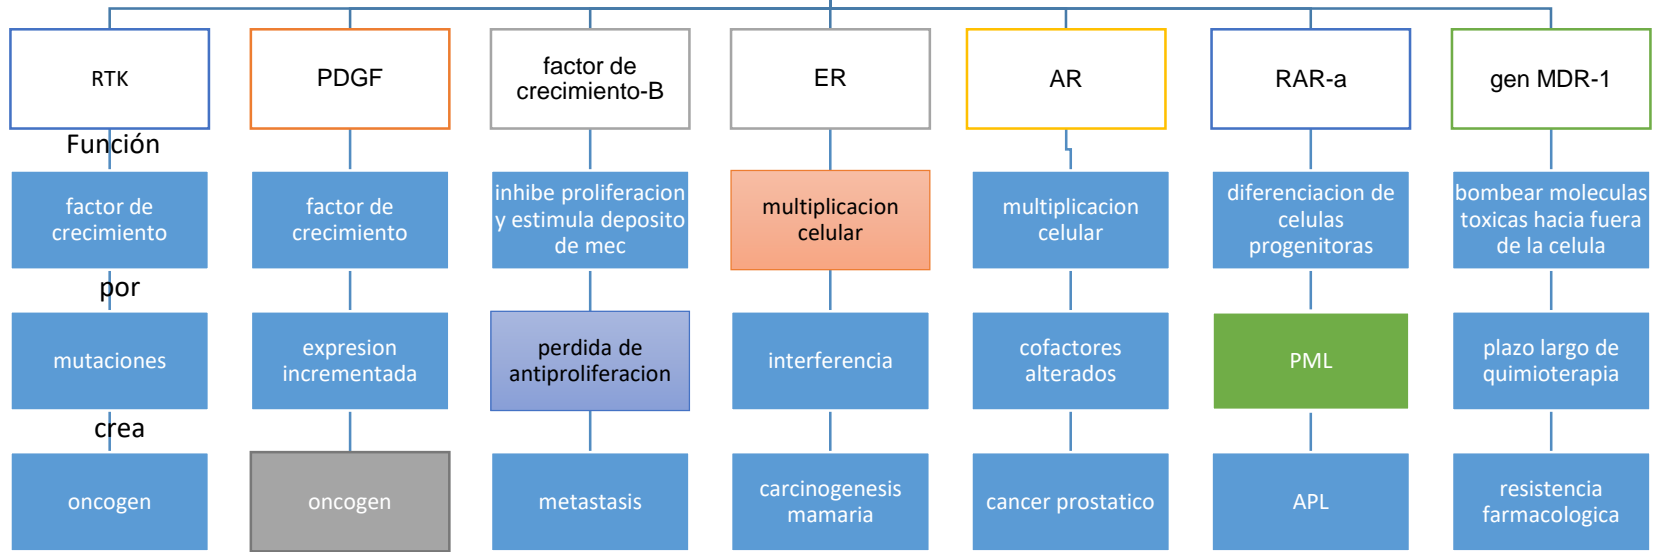 RTK
PDGF
factor de
crecimiento-B
ER
AR
RAR-a
gen MDR-1
Función
factor de
crecimiento
factor de
crecimiento
inhibe proliferacion
y estimula deposito
de mec
multiplicacion
celular
multiplicacion
celular
diferenciacion de
celulas
progenitoras
bombear moleculas
toxicas hacia fuera
de la celula
por
mutaciones
expresion
incrementada
perdida de
antiproliferacion
interferencia
cofactores
alterados
PML
plazo largo de
quimioterapia
crea
oncogen
oncogen
metastasis
carcinogenesis
mamaria
cancer prostatico
APL
resistencia
farmacologica